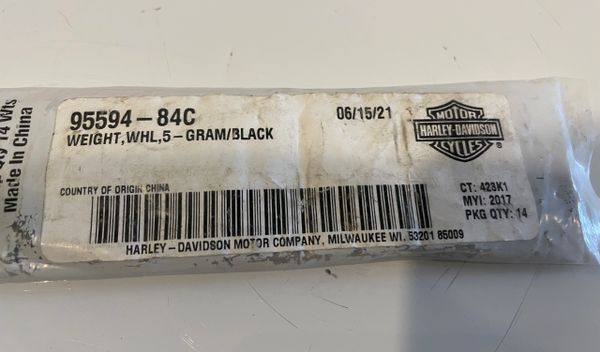 Qty 14 Wts
Made In China
95594-84C
06/15/21
WEIGHT,WHL,5-GRAM/BLACK
MOTOR
HARLEY-DAVIDSON
CYCLES
®
COUNTRY OF ORIGIN CHINA
CT: 423K1
MYI: 2017
PKG QTY: 14
HARLEY-DAVIDSON MOTOR COMPANY, MILWAUKEE WI. 53201 85009